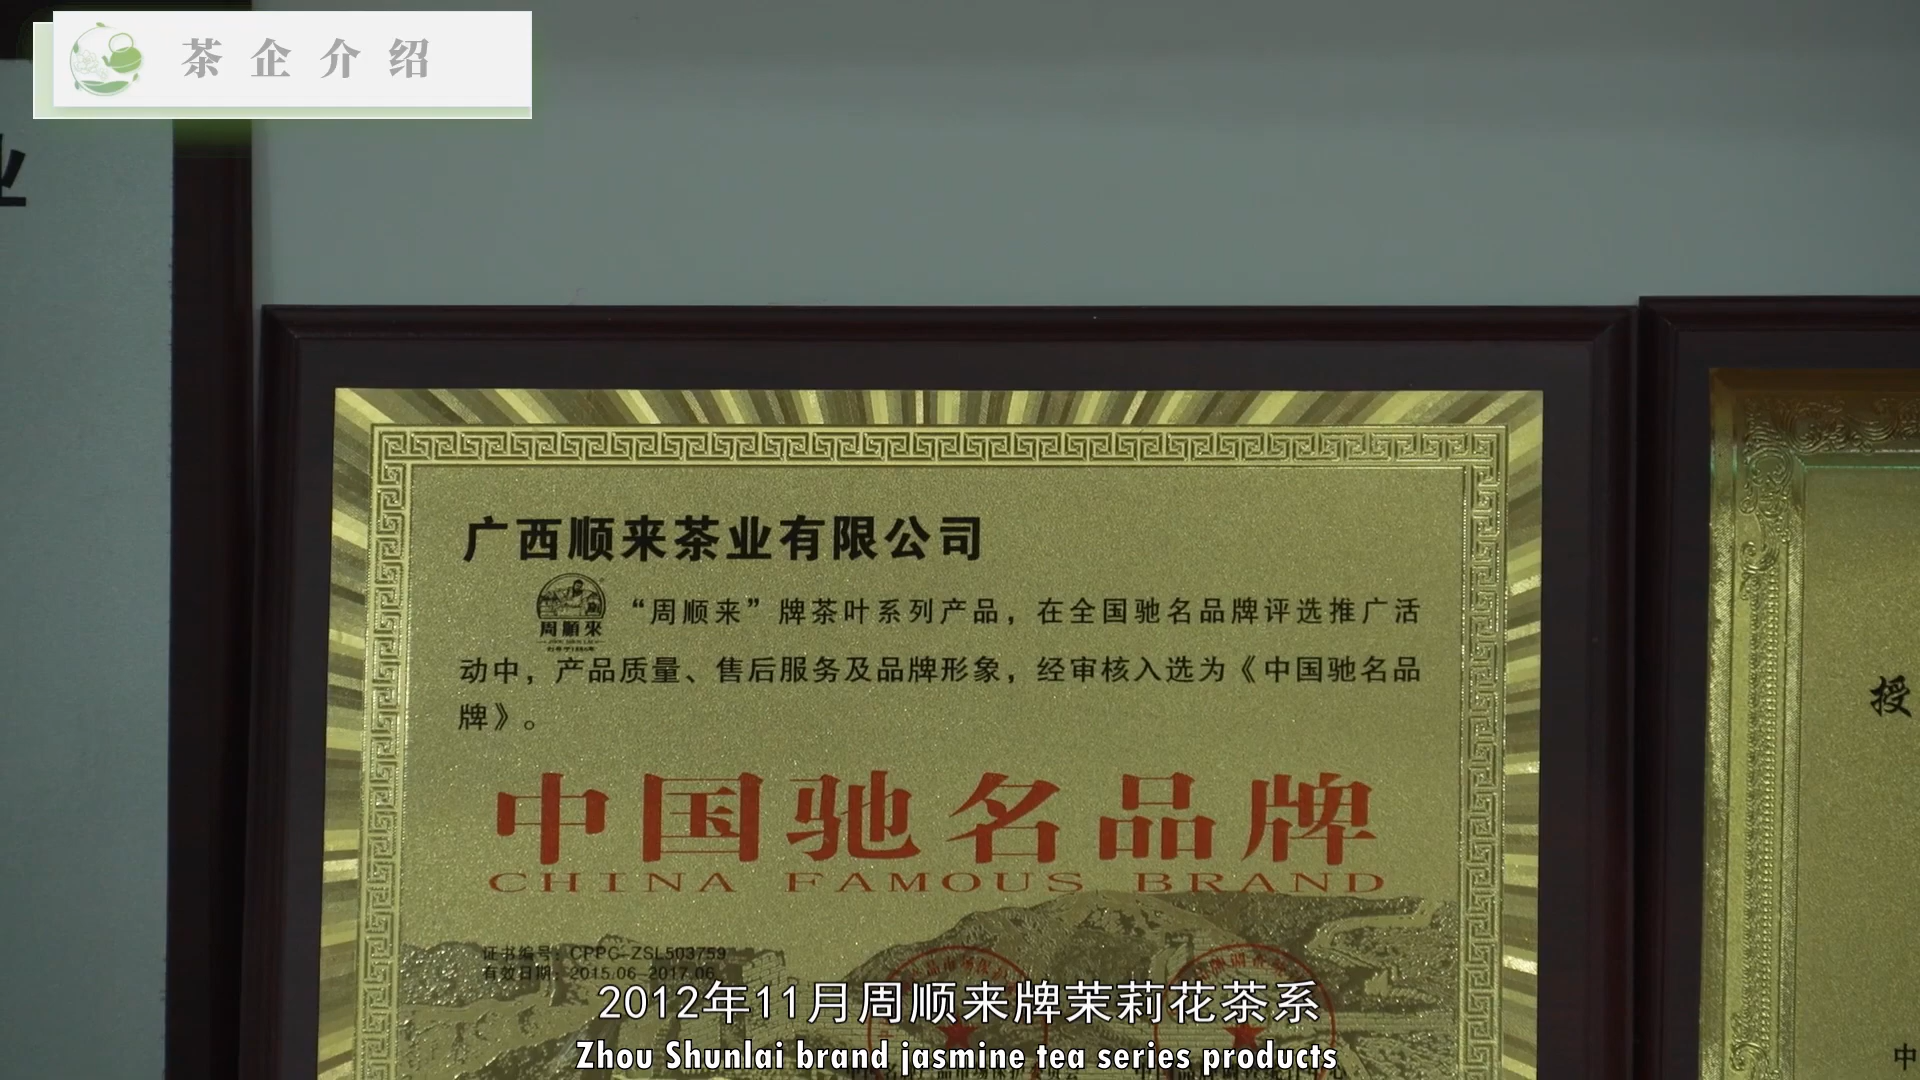 茶企介绍
业
广西顺来茶业有限公司
周順來
“周顺来”牌茶叶系列产品，在全国驰名品牌评选推广活
动中，产品质量、售后服务及品牌形象，经审核入选为《中国驰名品
牌》。
中国驰名品牌
CHINA FAMOUS BRAND
证书编号：CPPC-ZSL503759
有效日期：2015.06-2017.06
授
中
2012年11月周顺来牌茉莉花茶系
Zhou Shunlai brand jasmine tea series products